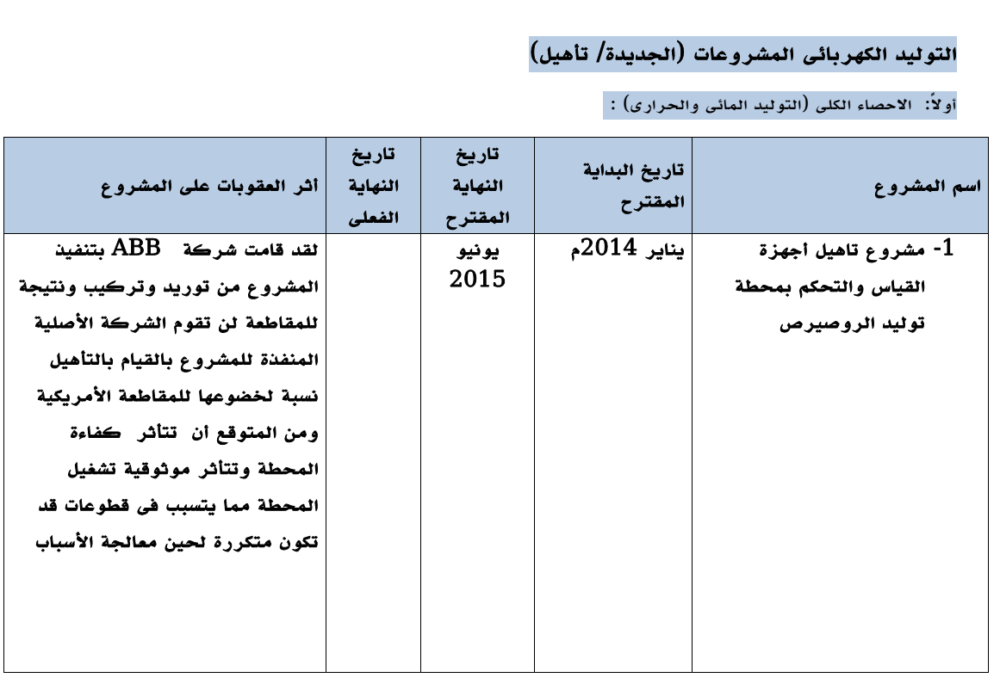 التوليد الكهربائى المشروعات (الجديدة/ تأهيل)
أولاً:  الاحصاء الكلى (التوليد المائى والحرارى) :
اسم المشروع
تاريخ البداية
المقترح
تاريخ
النهاية
المقترح
تاريخ
النهاية
الفعلى
أثر العقوبات على المشروع
1- مشروع تاهيل أجهزة
القياس والتحكم بمحطة
توليد الروصيرص
يناير 2014م
يونيو
2015
لقد قامت شركة  ABB بتنفيذ
المشروع من توريد وتركيب ونتيجة
للمقاطعة لن تقوم الشركة الأصلية
المنفذة للمشروع بالقيام بالتأهيل
نسبة لخضوعها للمقاطعة الأمريكية
ومن المتوقع أن  تتأثر  كفاءة
المحطة وتتأثر موثوقية تشغيل
المحطة مما يتسبب فى قطوعات قد
تكون متكررة لحين معالجة الأسباب